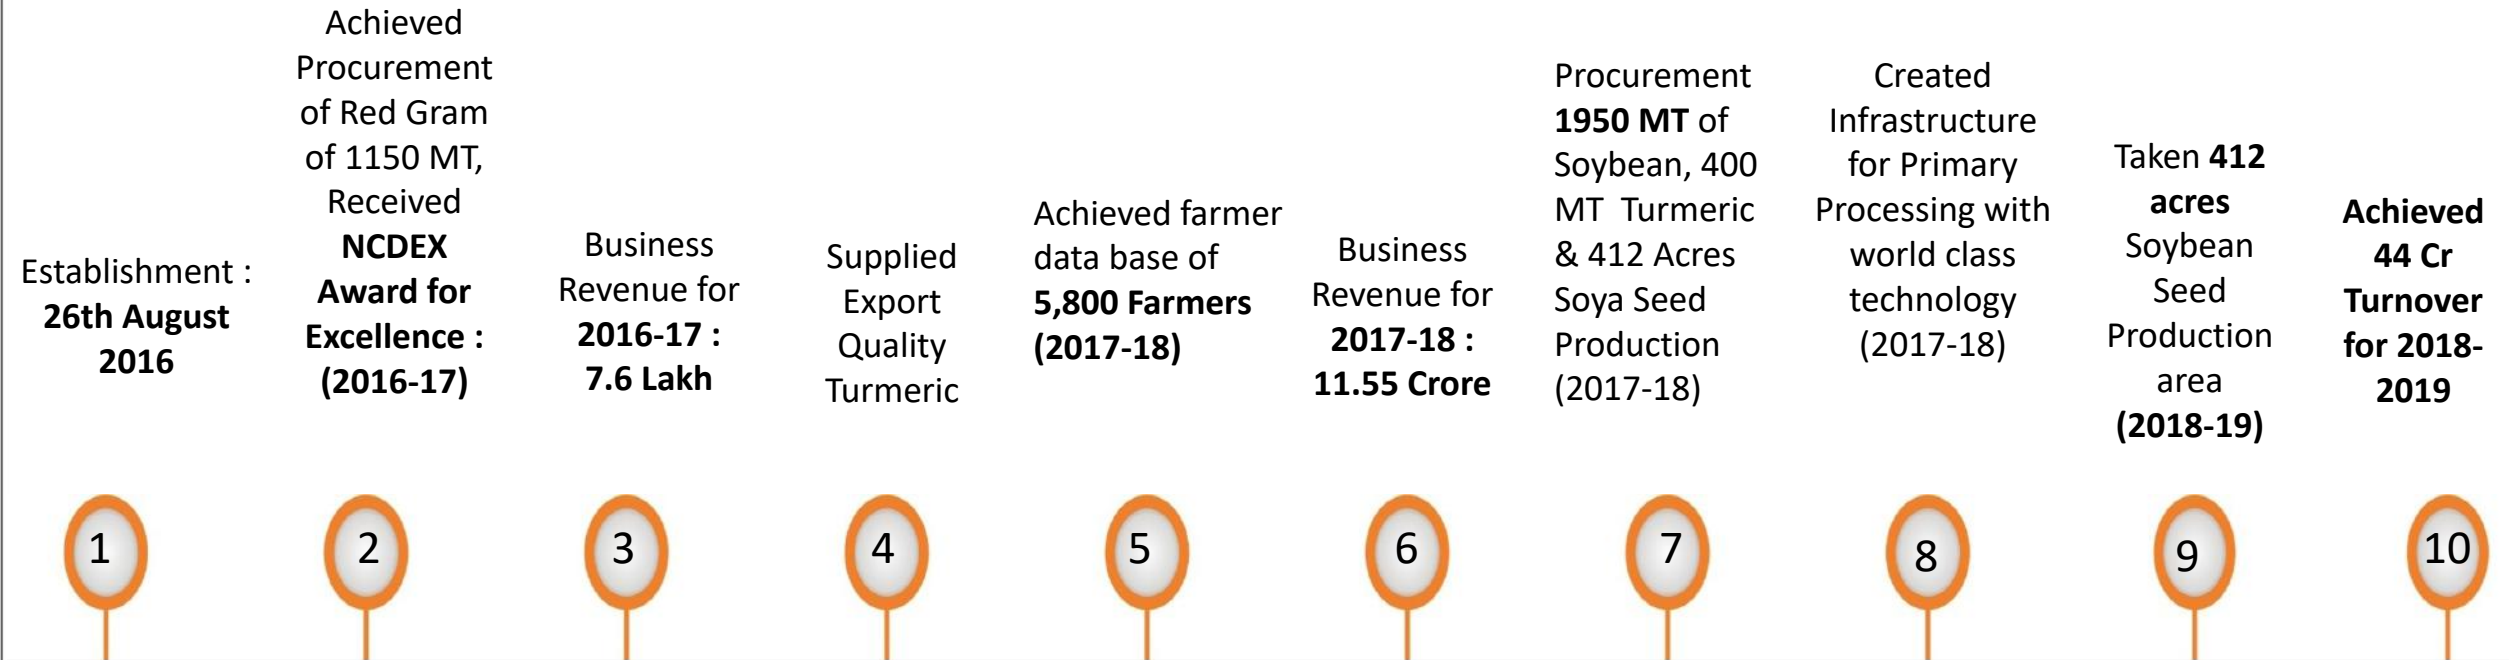 Establishment :
26th August
2016
Achieved
Procurement
of Red Gram
of 1150 MT,
Received
NCDEX
Award for
Excellence :
(2016-17)
Business
Revenue for
2016-17 :
7.6 Lakh
Supplied
Export
Quality
Turmeric
Achieved farmer
data base of
5,800 Farmers
(2017-18)
Business
Revenue for
2017-18 :
11.55 Crore
Procurement
1950 MT of
Soybean, 400
MT Turmeric
& 412 Acres
Soya Seed
Production
(2017-18)
Created
Infrastructure
for Primary
Processing with
world class
technology
(2017-18)
Taken 412
acres
Soybean
Seed
Production
area
(2018-19)
Achieved
44 Cr
Turnover
for 2018-
2019
1
2
3
4
5
6
7
8
9
10